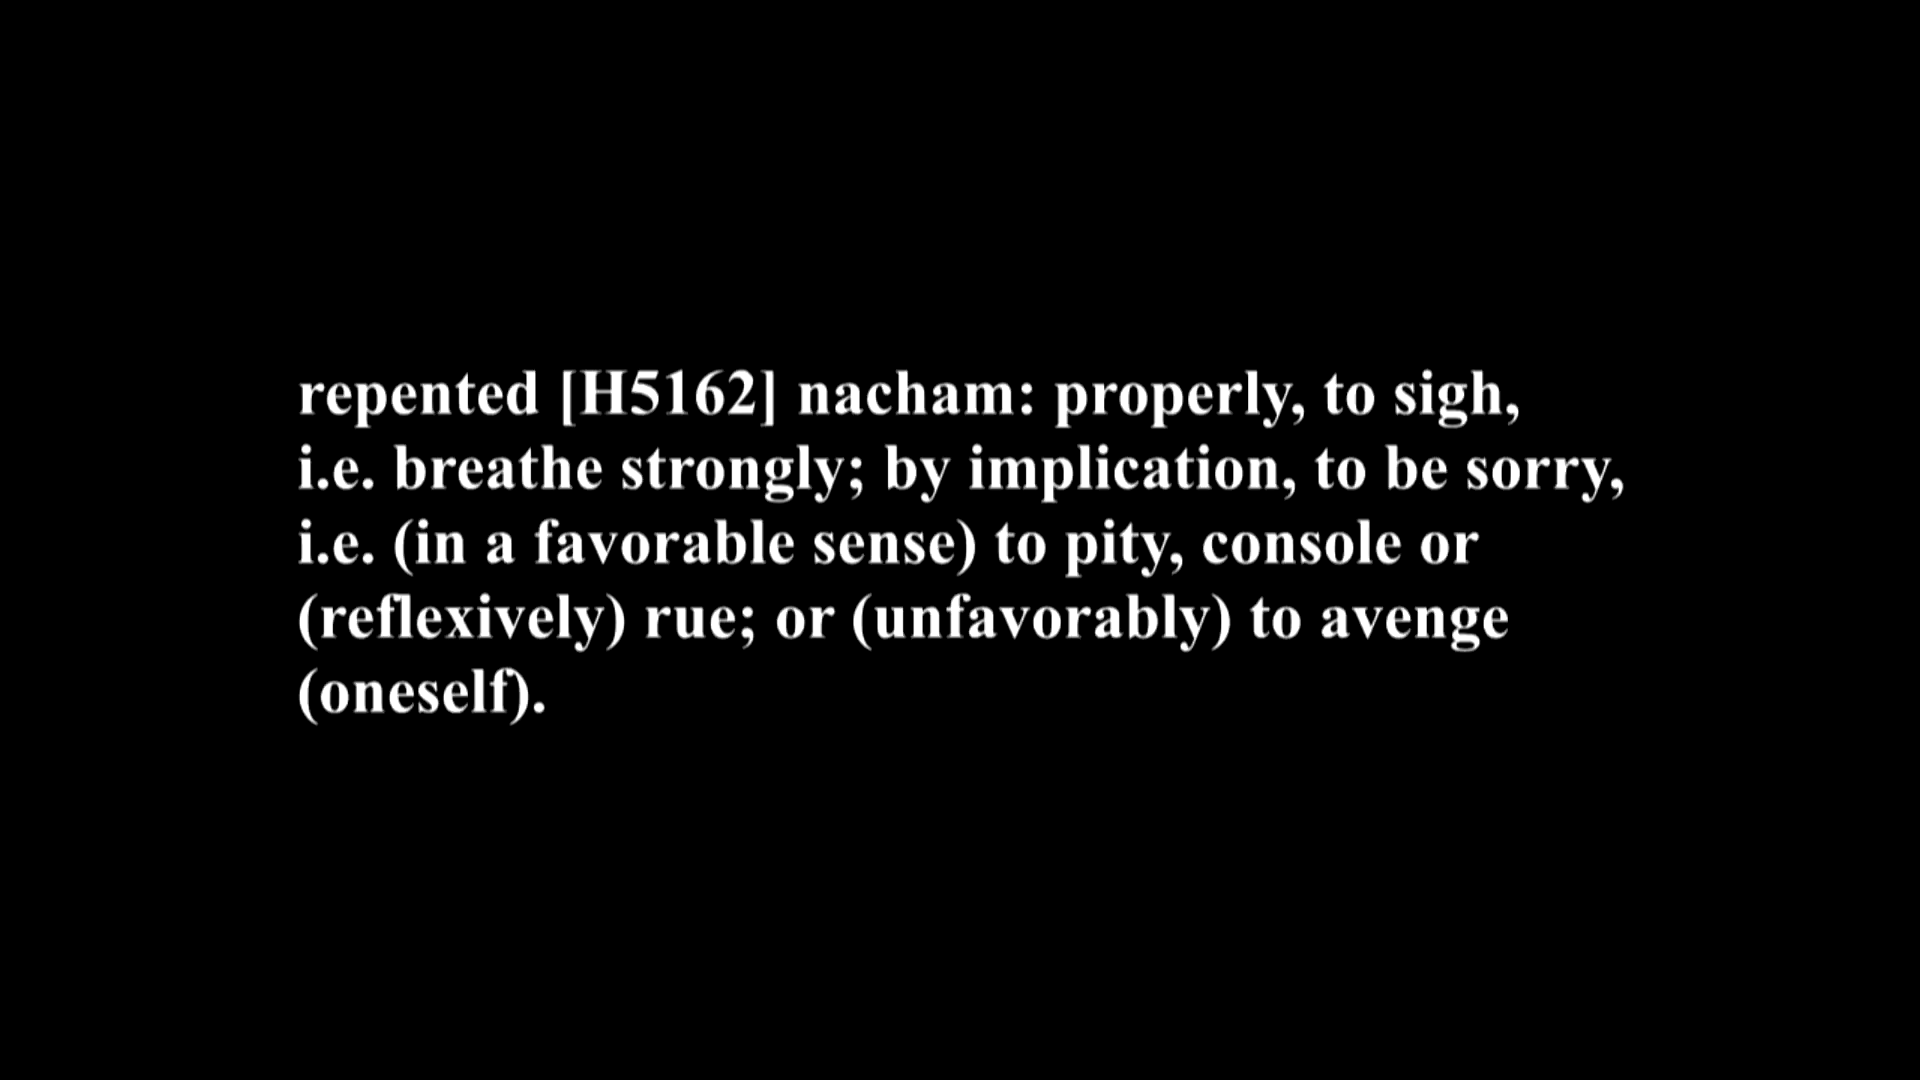 repented [H5162] nacham: properly, to sigh,
i.e. breathe strongly; by implication, to be sorry,
i.e. (in a favorable sense) to pity, console or
(reflexively) rue; or (unfavorably) to avenge
(oneself).